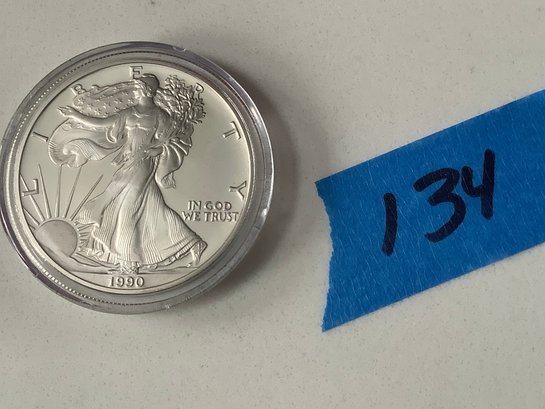 LIBERTY
IN GOD
WE TRUST
1990
134